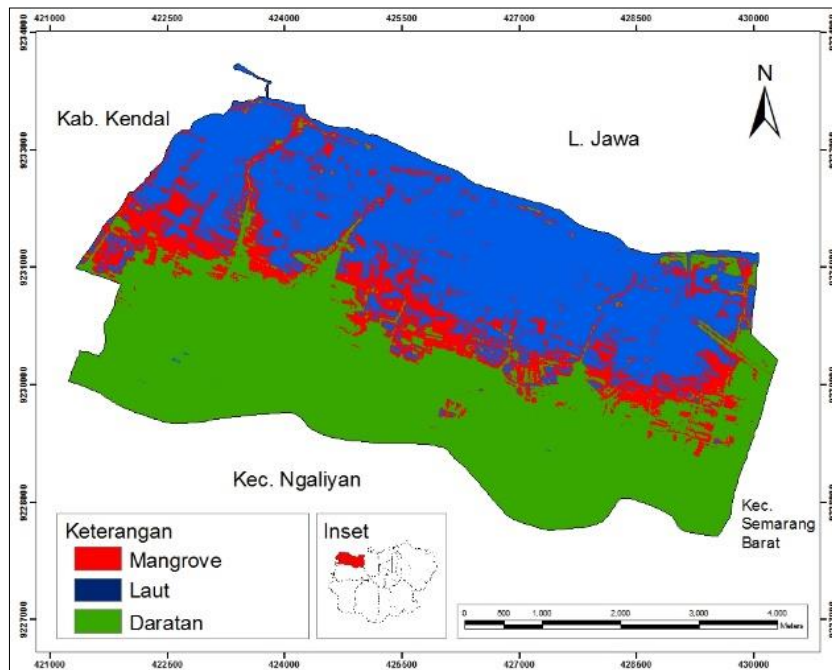 421000 422500 424000 425500 427000 428500 430000
N
Kab. Kendal
L. Jawa
Kec. Ngaliyan
Kec.
Semarang
Barat
Keterangan
Mangrove
Laut
Daratan
Inset
0 500 1,000 2,000 3,000 4,000
Meters
421000 422500 424000 425500 427000 428500 430000